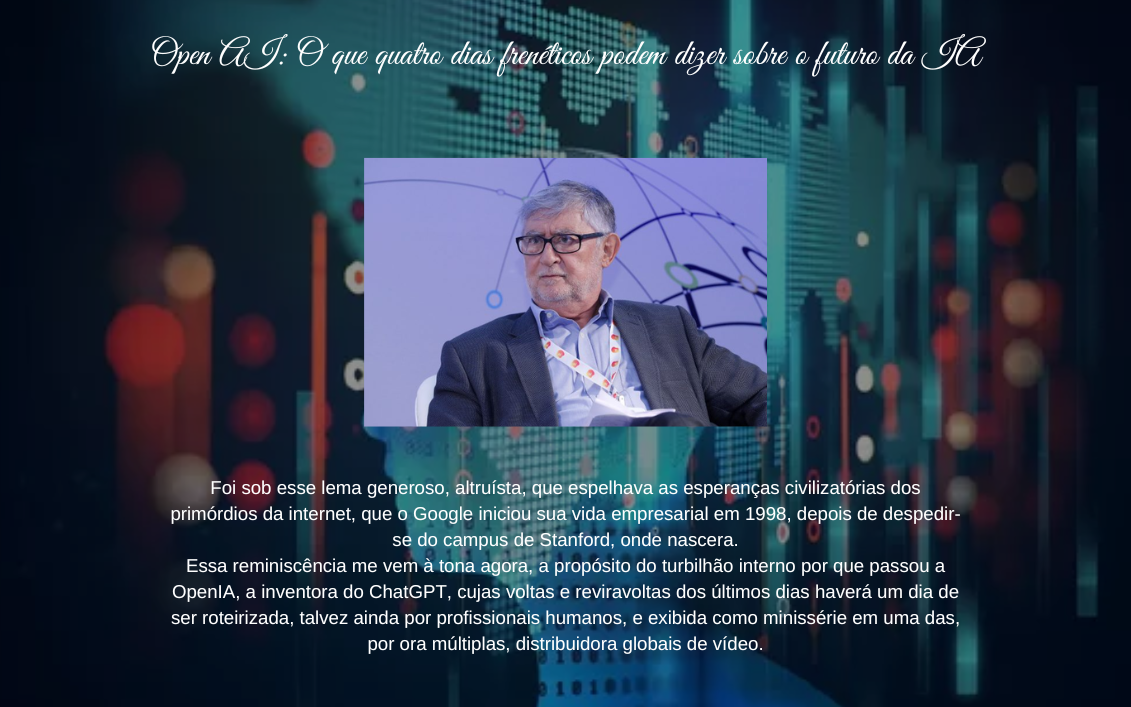 Open AI: O que quatro dias frenéticos podem dizer sobre o futuro da IA
Foi sob esse lema generoso, altruísta, que espelhava as esperanças civilizatórias dos
primórdios da internet, que o Google iniciou sua vida empresarial em 1998, depois de despedir-
se do campus de Stanford, onde nascera.
Essa reminiscência me vem à tona agora, a propósito do turbilhão interno por que passou a
OpenIA, a inventora do ChatGPT, cujas voltas e reviravoltas dos últimos dias haverá um dia de
ser roteirizada, talvez ainda por profissionais humanos, e exibida como minissérie em uma das,
por ora múltiplas, distribuidora globais de vídeo.